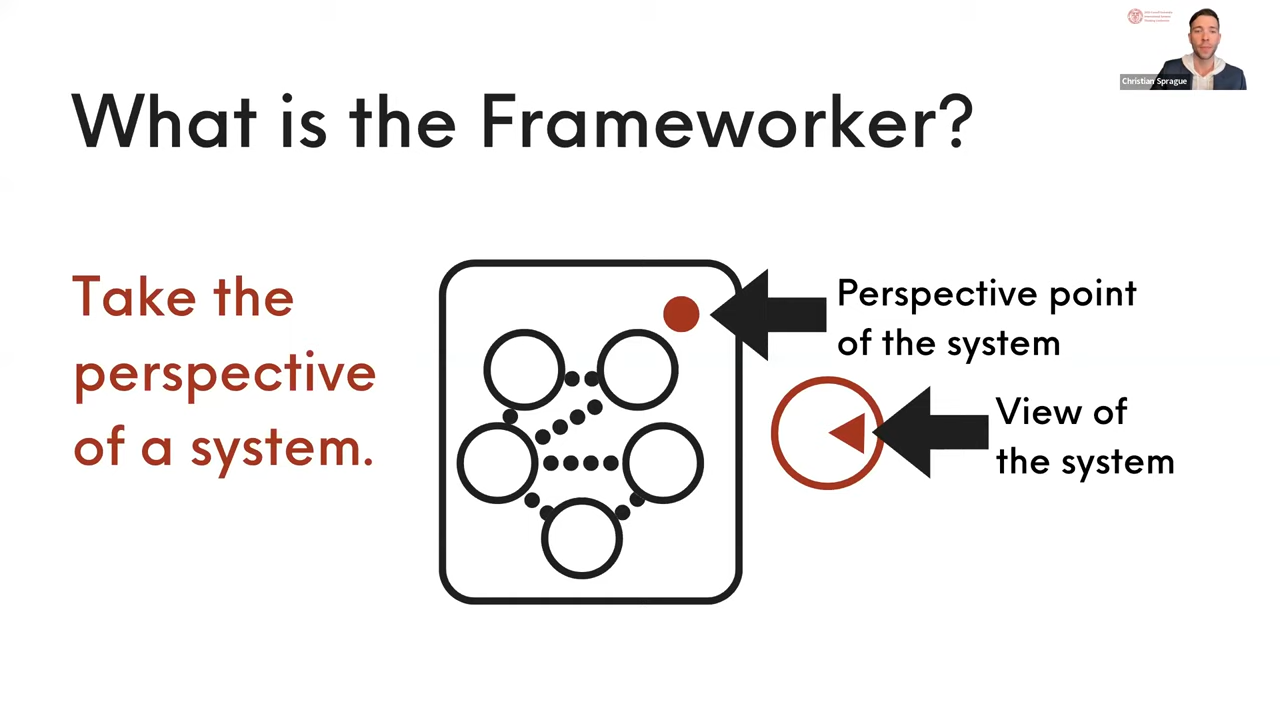 What is the Frameworker?
Take the
perspective
of a system.
Perspective point
of the system
View of
the system
Christian Sprague